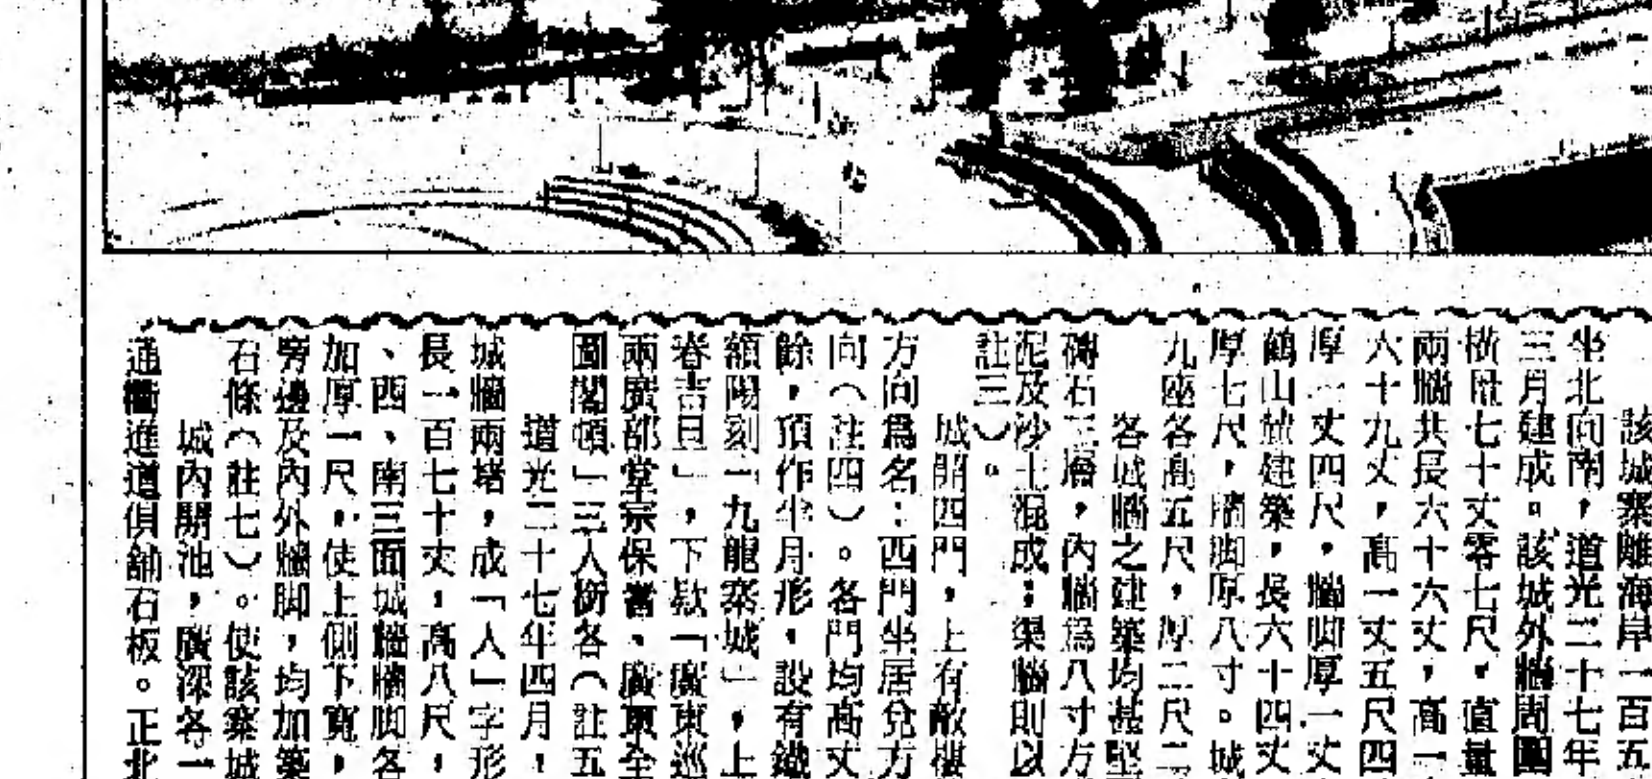 該城寨離海岸一百五
坐北向南，道光二十七年
三月建成。該城外牆周圍
橫度七十丈零七尺，直量
兩牆共長六十六丈，高一
六十九丈，高一丈五尺四
厚一丈四尺，牆脚厚一丈
鶴山並建築，長六十四丈
厚七尺，牆脚厚八寸。城
九座各高五尺，厚二尺二
各城牆之建築均甚堅
磚石三層，內牆爲八寸方
泥及沙土混成；渠牆則以
註三）。
城開四門，上有敵樓
方向爲名：西門坐居兌方
向（註四）。各門均高丈
餘，頂作半月形，設有鐵
額陽刻「九龍寨城」，上
春吉旦」，下欵「廣東巡
兩廣部堂宗保耆、廣東全
圖閣頓」三人銜名（註五
道光二十七年四月，
城牆兩堵，成「人」字形
長一百七十丈，高八尺，
、西、南三面城牆牆脚各
加厚一尺，使上側下寬，
旁邊及內外牆脚，均加築
石條（註七）。使該寨城
城內開池，廣深各一
通衢進道俱鋪石板。正北